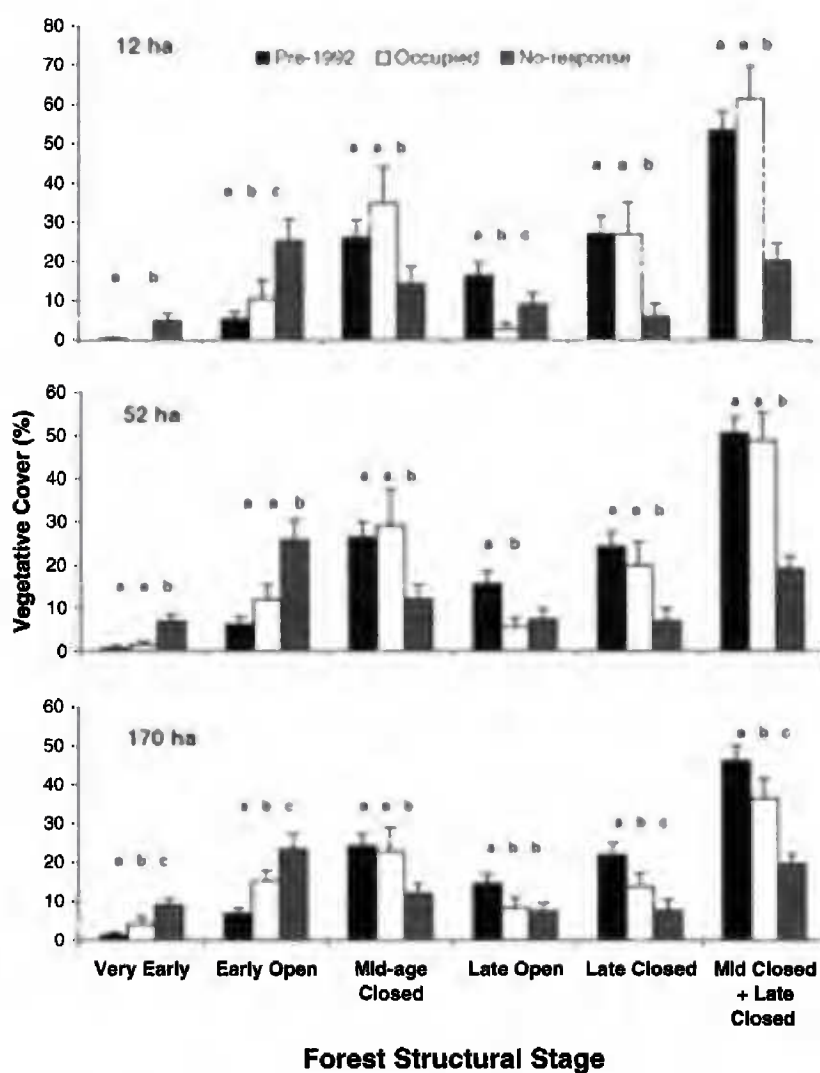 80
70
60
50
40
30
20
10
0
12 ha
Pre-1992 Occupied No-response
a b
a b c
a a b
a b c
a a b
a a b
Vegetative Cover (%)
60
50
40
30
20
10
0
52 ha
a a b
a a b
a a b
a b
a a b
a a b
60
50
40
30
20
10
0
170 ha
a b c
a b c
a a b
a b b
a b c
a b c
Very Early
Early Open
Mid-age
Closed
Late Open
Late Closed
Mid Closed
+ Late
Closed
Forest Structural Stage